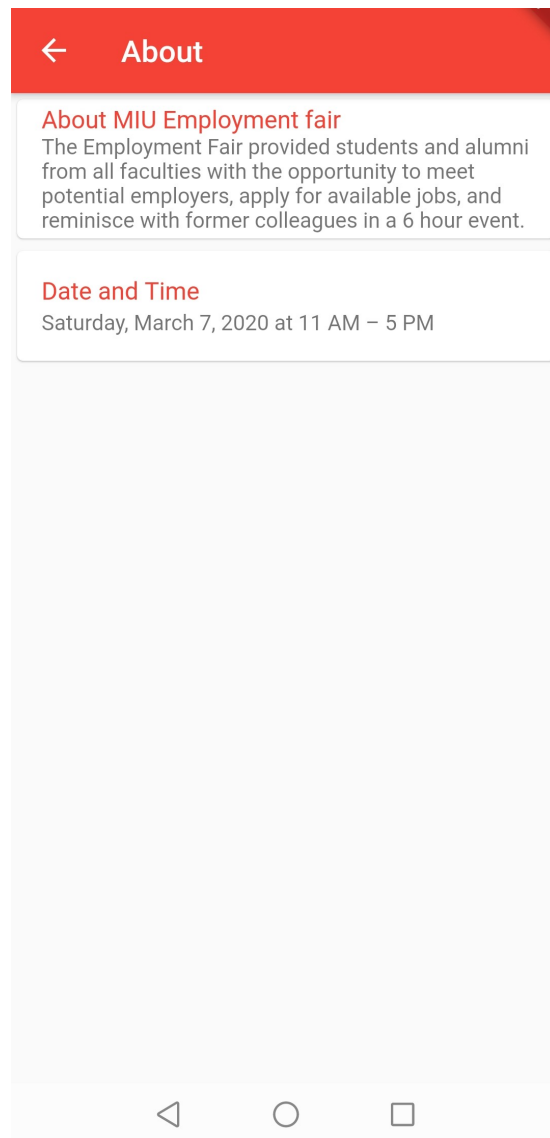 About
About MIU Employment fair
The Employment Fair provided students and alumni
from all faculties with the opportunity to meet
potential employers, apply for available jobs, and
reminisce with former colleagues in a 6 hour event.
Date and Time
Saturday, March 7, 2020 at 11 AM – 5 PM